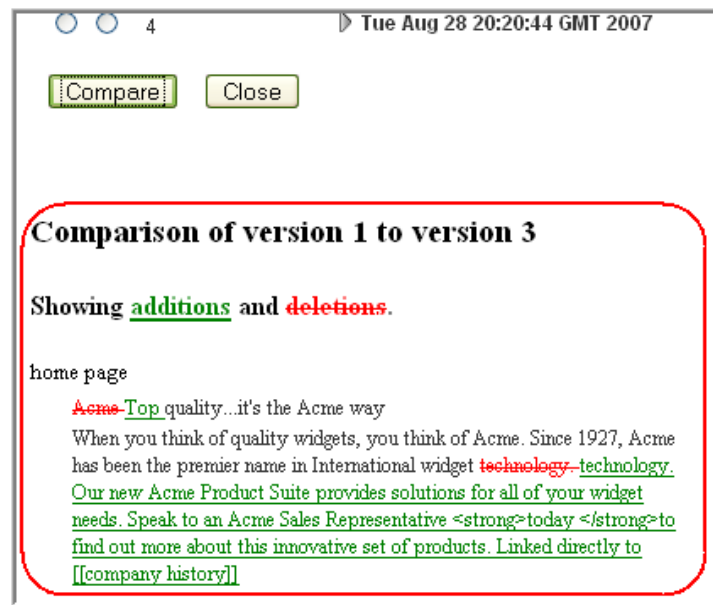 4 Tue Aug 28 20:20:44 GMT 2007
Compare Close
Comparison of version 1 to version 3
Showing additions and deletions.
home page
Acme Top quality...it's the Acme way
When you think of quality widgets, you think of Acme. Since 1927, Acme
has been the premier name in International widget technology. technology.
Our new Acme Product Suite provides solutions for all of your widget
needs. Speak to an Acme Sales Representative <strong>today </strong>to
find out more about this innovative set of products. Linked directly to
[[company history]]